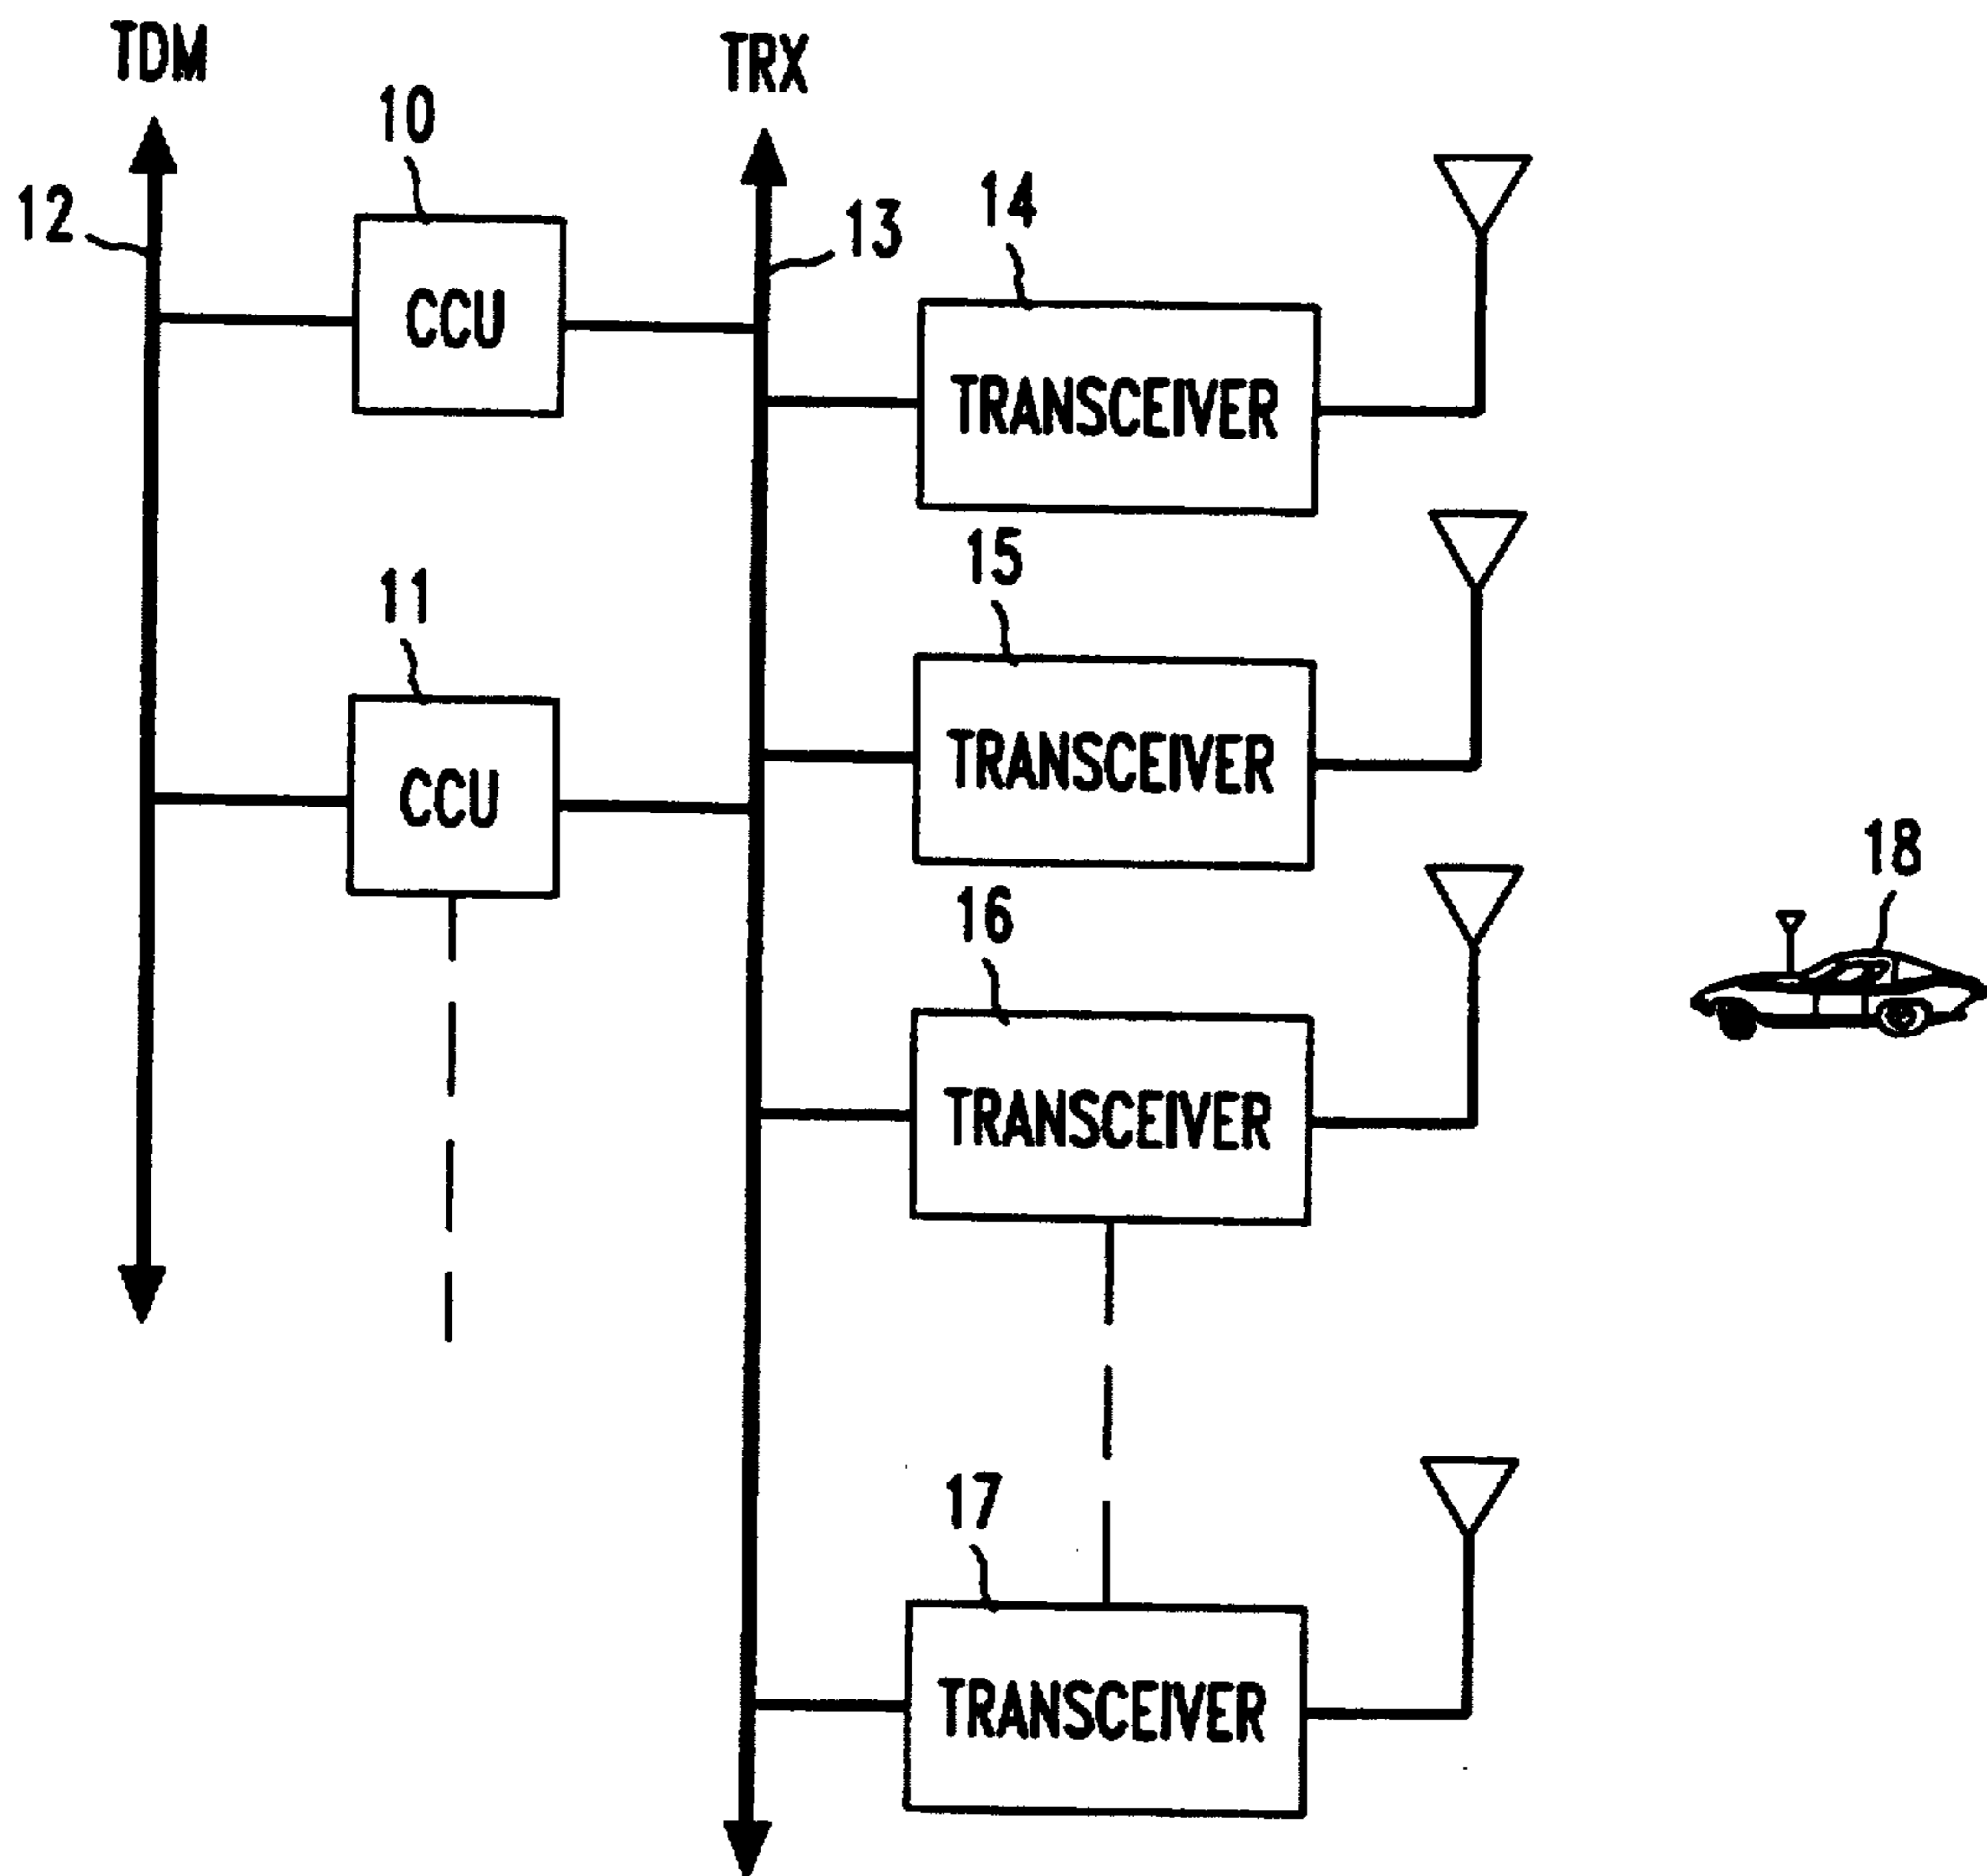 TDM
TRX
10
12
13
14
CCU
TRANSCEIVER
15
11
TRANSCEIVER
CCU
18
16
TRANSCEIVER
17
TRANSCEIVER